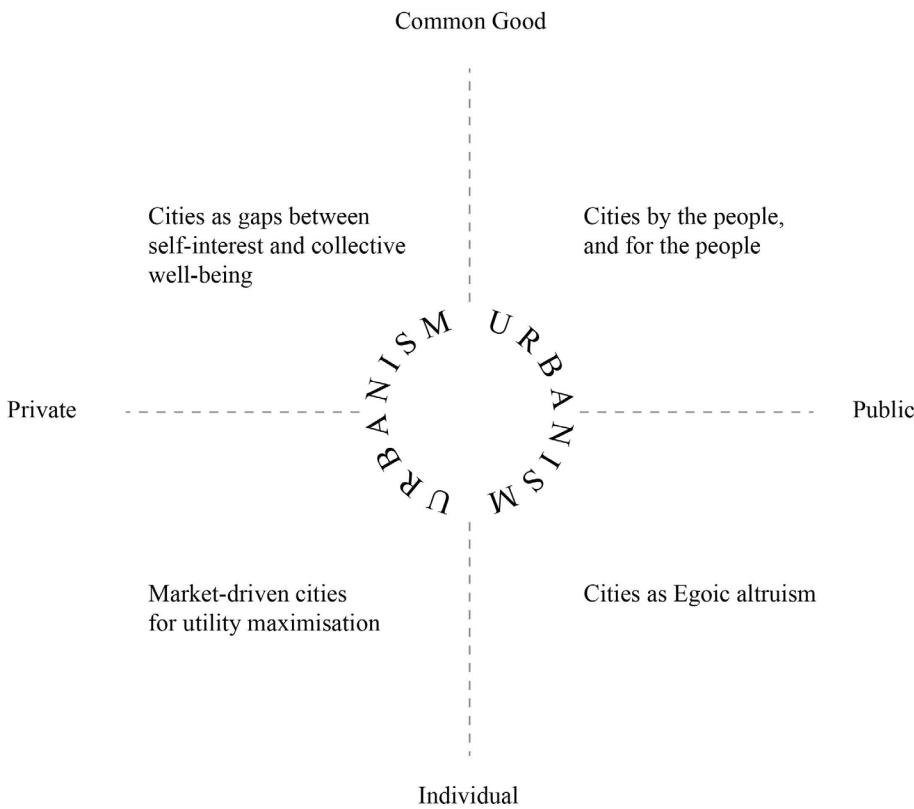 Common Good
Cities as gaps between
self-interest and collective
well-being
Cities by the people,
and for the people
URBANISM
URBANISM
Private
Public
Market-driven cities
for utility maximisation
Cities as Egoic altruism
Individual